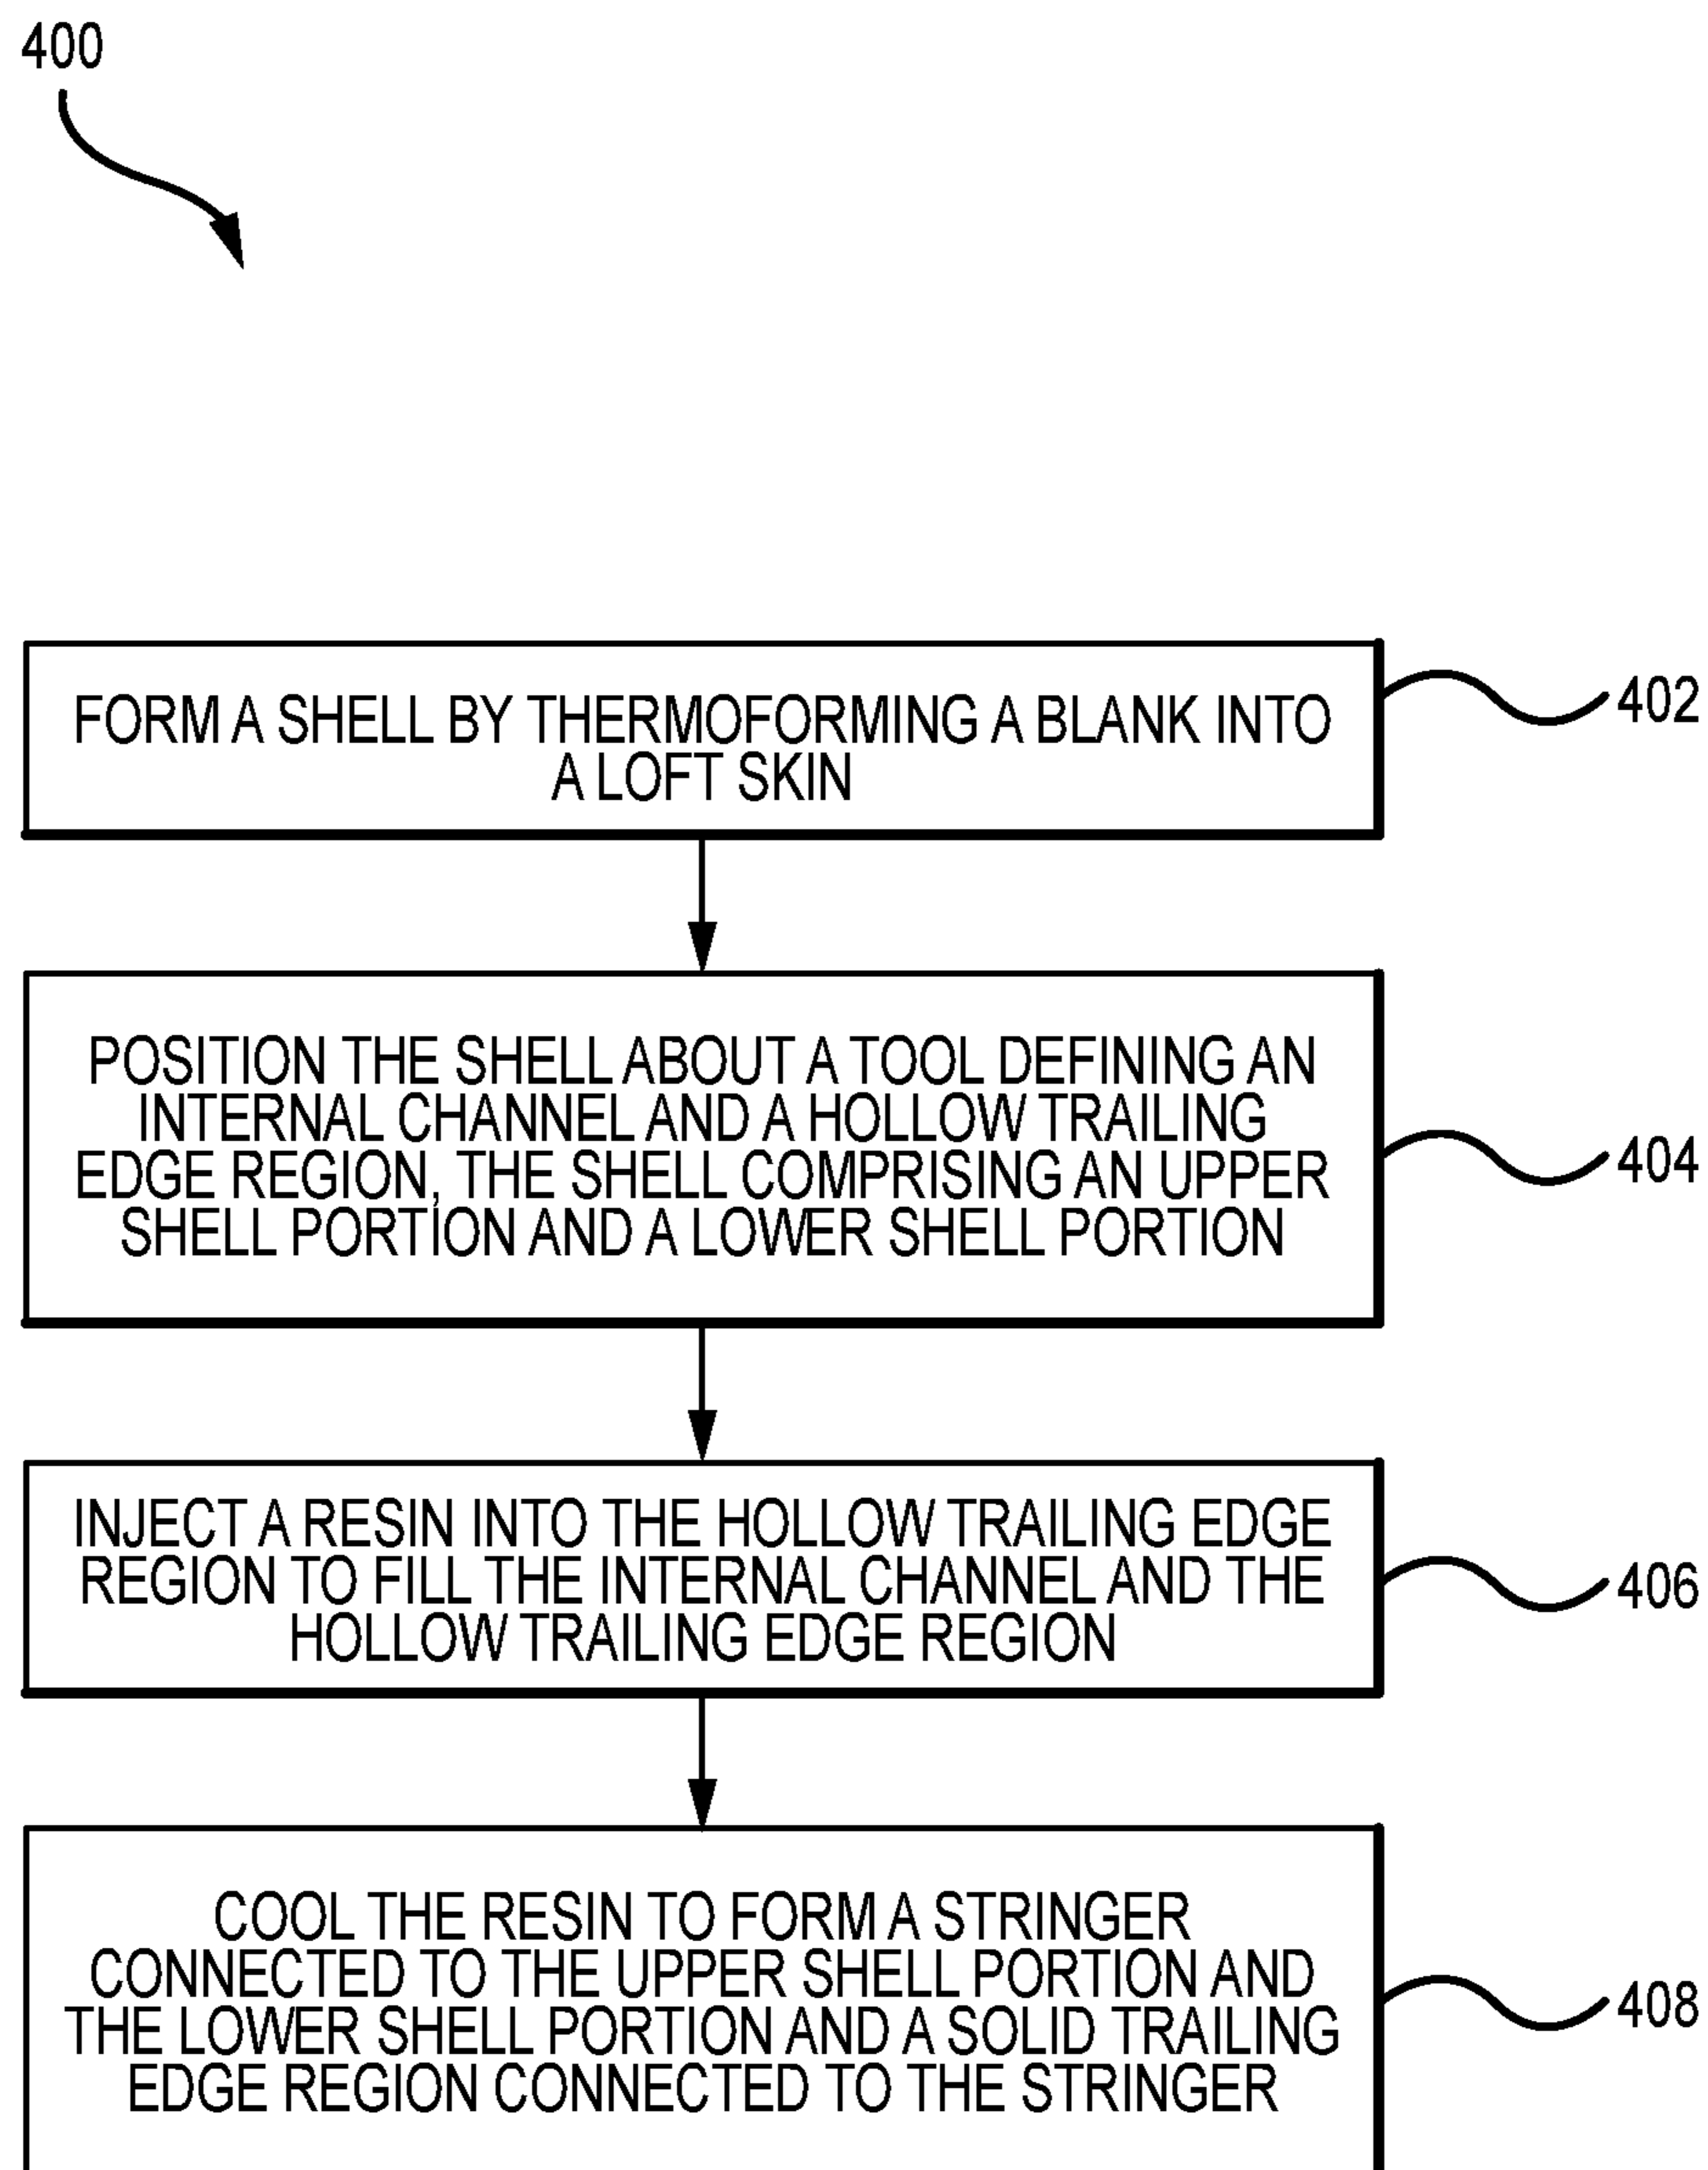 400
FORM A SHELL BY THERMOFORMING A BLANK INTO
A LOFT SKIN
402
POSITION THE SHELL ABOUT A TOOL DEFINING AN
INTERNAL CHANNEL AND A HOLLOW TRAILING
EDGE REGION, THE SHELL COMPRISING AN UPPER
SHELL PORTION AND A LOWER SHELL PORTION
404
INJECT A RESIN INTO THE HOLLOW TRAILING EDGE
REGION TO FILL THE INTERNAL CHANNEL AND THE
HOLLOW TRAILING EDGE REGION
406
COOL THE RESIN TO FORM A STRINGER
CONNECTED TO THE UPPER SHELL PORTION AND
THE LOWER SHELL PORTION AND A SOLID TRAILING
EDGE REGION CONNECTED TO THE STRINGER
408